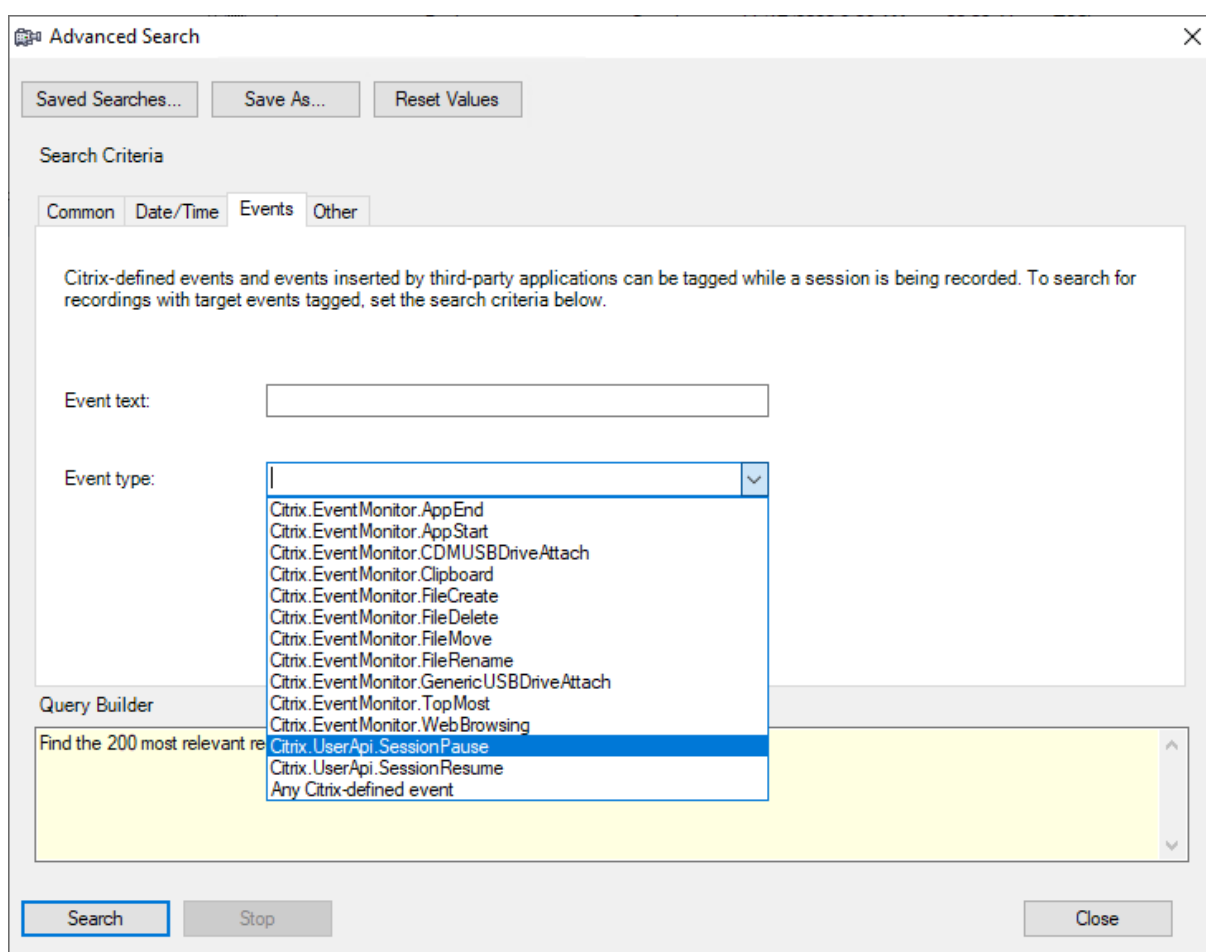 Advanced Search
Saved Searches...
Save As...
Reset Values
Search Criteria
Common
Date/Time
Events
Other
Citrix-defined events and events inserted by third-party applications can be tagged while a session is being recorded. To search for
recordings with target events tagged, set the search criteria below.
Event text:
Event type:
Citrix.EventMonitor.AppEnd
Citrix.EventMonitor.AppStart
Citrix.EventMonitor.CDMUSBDriveAttach
Citrix.EventMonitor.Clipboard
Citrix.EventMonitor.FileCreate
Citrix.EventMonitor.FileDelete
Citrix.EventMonitor.FileMove
Citrix.EventMonitor.FileRename
Citrix.EventMonitor.GenericUSBDriveAttach
Citrix.EventMonitor.TopMost
Citrix.EventMonitor.WebBrowsing
Citrix.UserApi.SessionPause
Citrix.UserApi.SessionResume
Any Citrix-defined event
Query Builder
Find the 200 most relevant
Search
Stop
Close